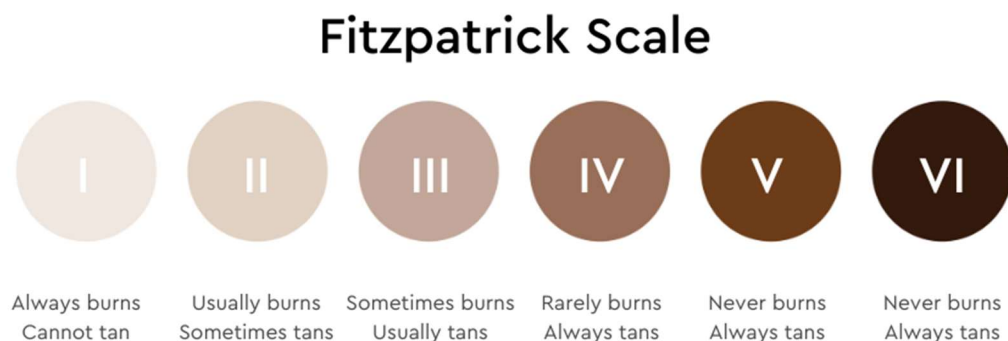 Fitzpatrick Scale
I
II
III
IV
V
VI
Always burns
Cannot tan
Usually burns
Sometimes tans
Sometimes burns
Usually tans
Rarely burns
Always tans
Never burns
Always tans
Never burns
Always tans